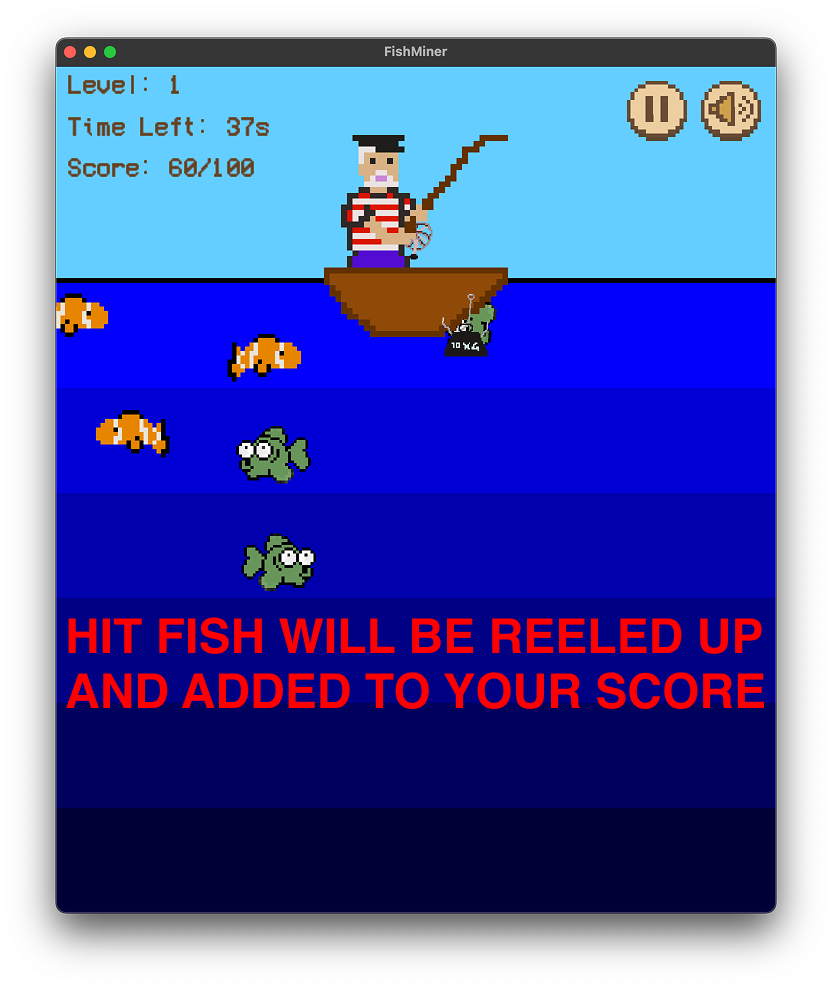 FishMiner
Level: 1
Time Left: 37s
Score: 60/100
HIT FISH WILL BE REELED UP
AND ADDED TO YOUR SCORE